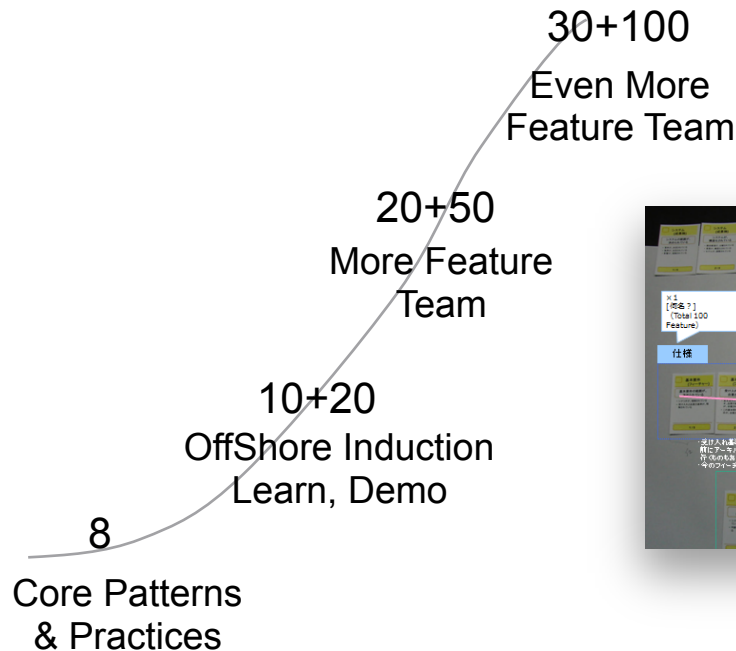 30+100
Even More
Feature Team
20+50
More Feature
Team
10+20
OffShore Induction
Learn, Demo
8
Core Patterns
& Practices
×1
[何名?]
(Total 100
Feature)
仕様